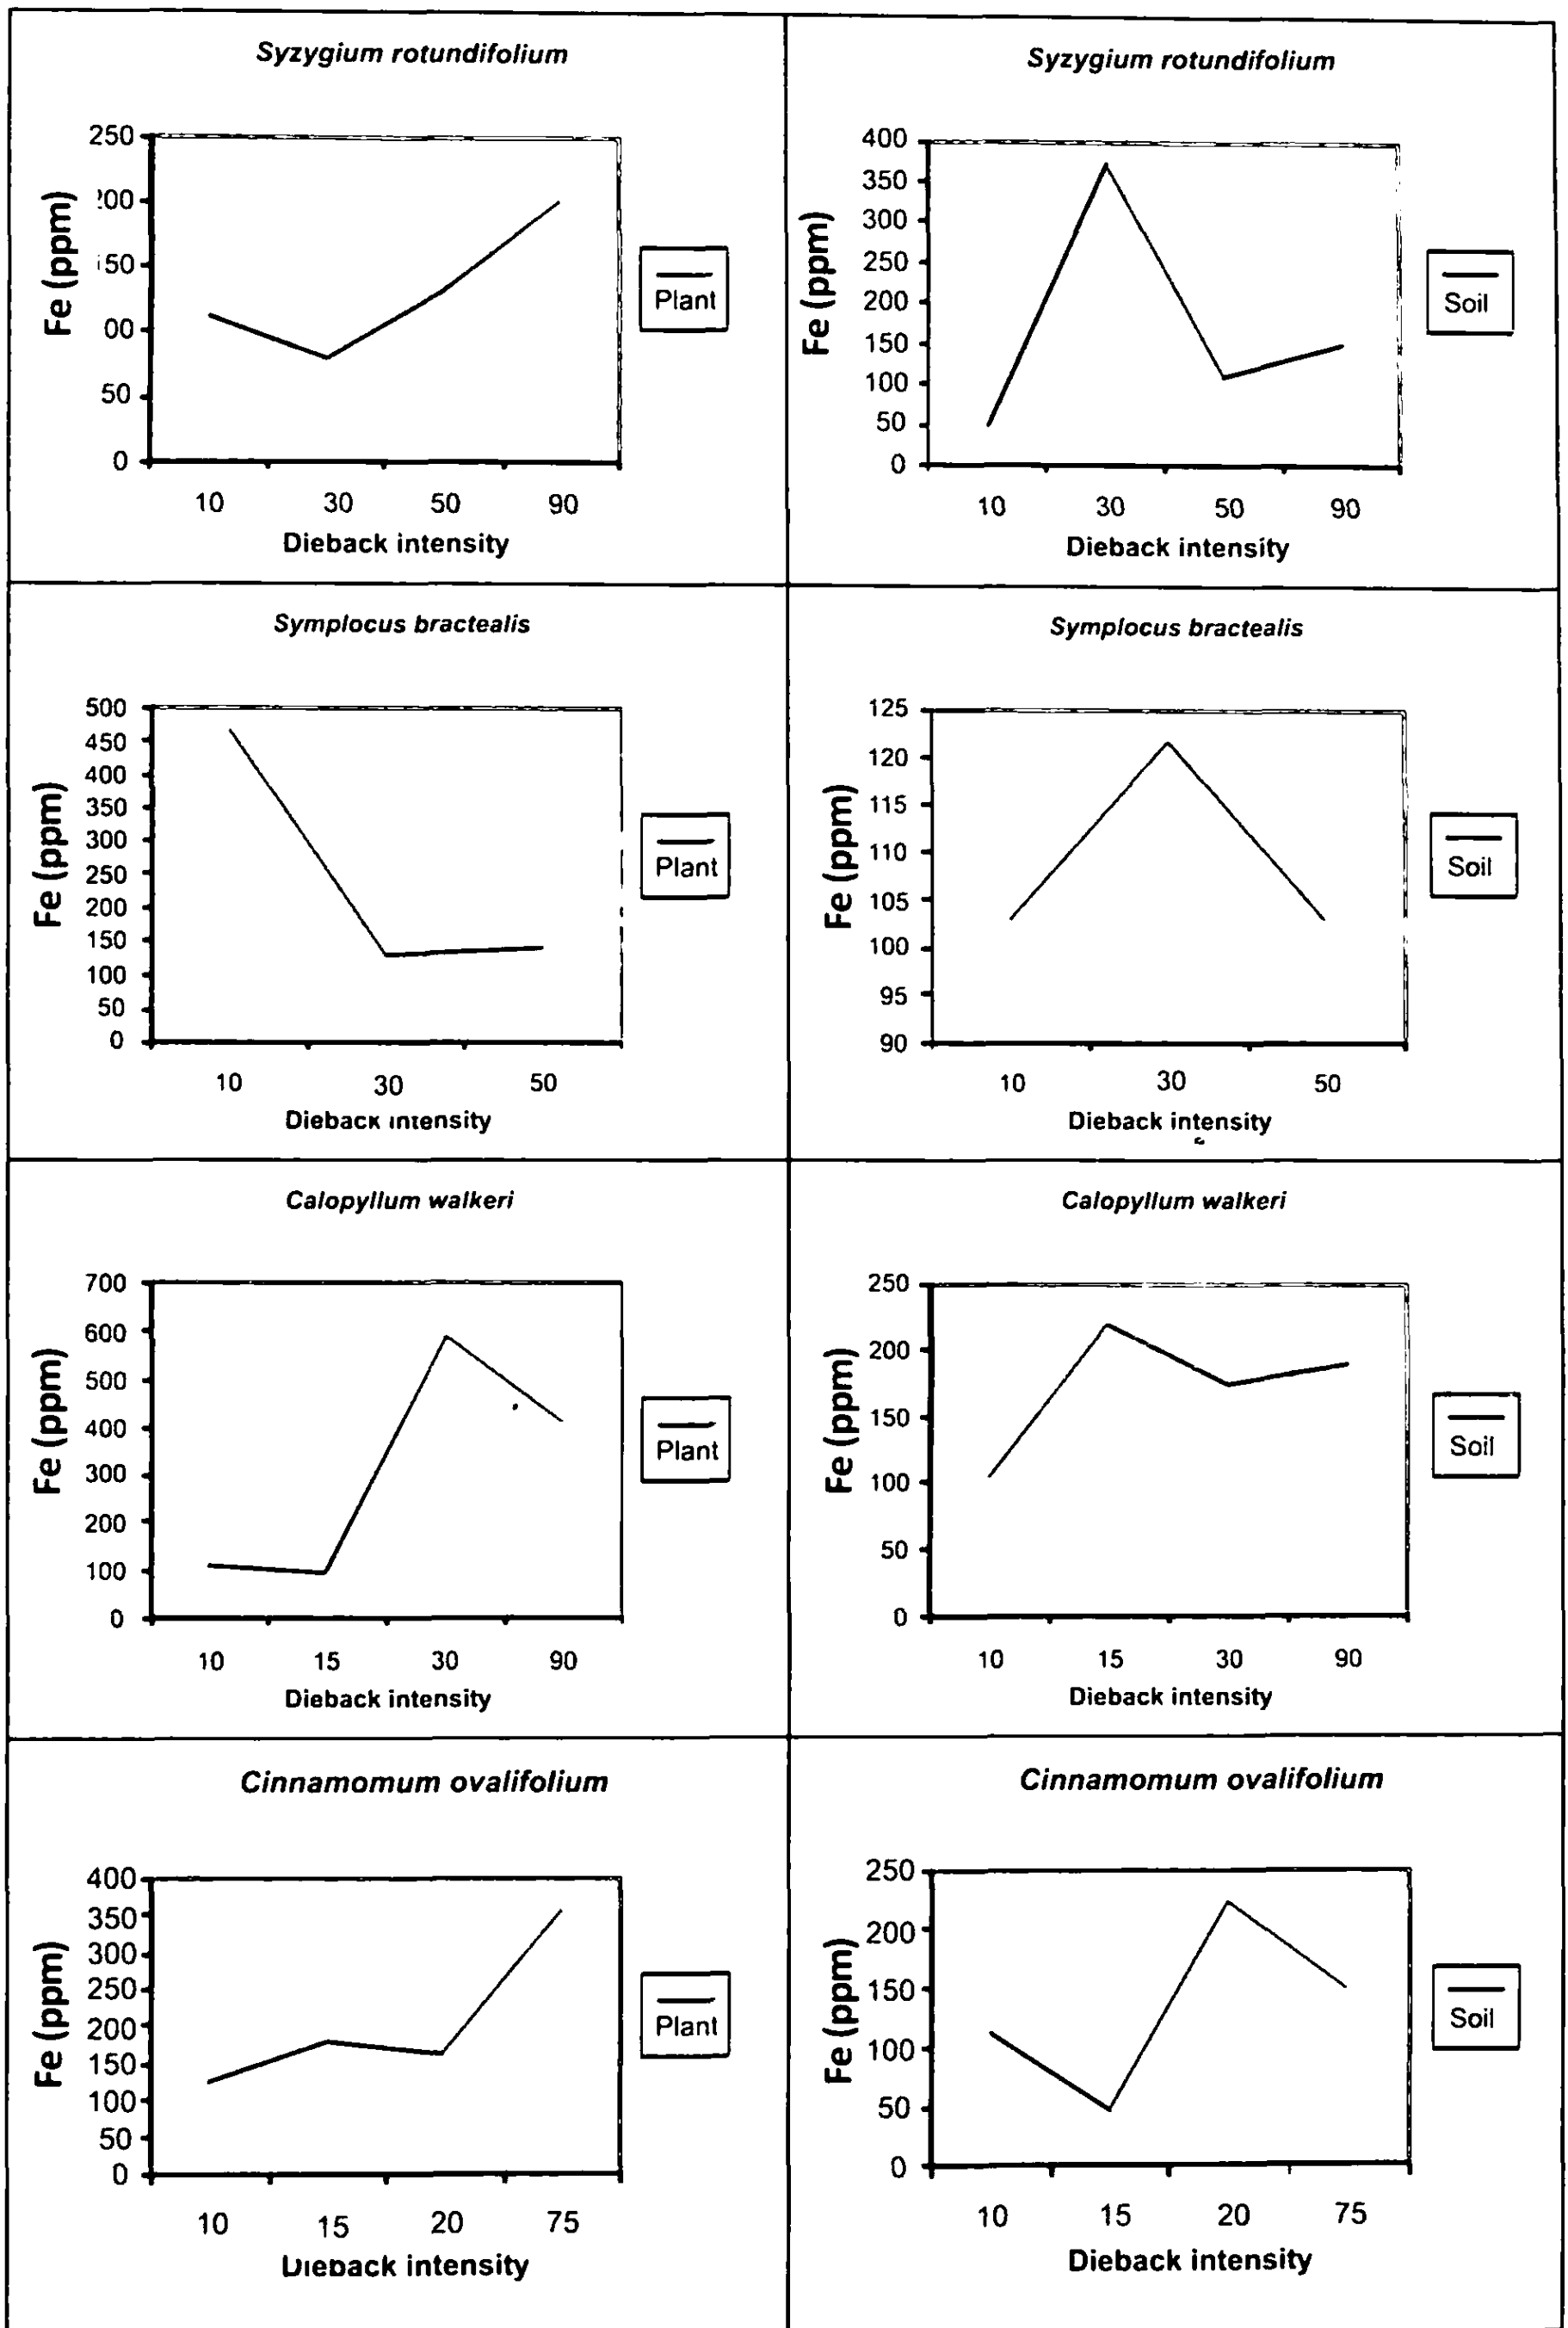 Syzygium rotundifolium
250
200
150
00
50
0
Fe (ppm)
10 30 50 90
Dieback intensity
Plant
Syzygium rotundifolium
400
350
300
250
200
150
100
50
0
Fe (ppm)
10 30 50 90
Dieback intensity
Soil
Symplocus bractealis
500
450
400
350
300
250
200
150
100
50
0
Fe (ppm)
10 30 50
Dieback intensity
Plant
Symplocus bractealis
125
120
115
110
105
100
95
90
Fe (ppm)
10 30 50
Dieback intensity
Soil
Calopyllum walkeri
700
600
500
400
300
200
100
0
Fe (ppm)
10 15 30 90
Dieback intensity
Plant
Calopyllum walkeri
250
200
150
100
50
0
Fe (ppm)
10 15 30 90
Dieback intensity
Soil
Cinnamomum ovalifolium
400
350
300
250
200
150
100
50
0
Fe (ppm)
10 15 20 75
Dieback intensity
Plant
Cinnamomum ovalifolium
250
200
150
100
50
0
Fe (ppm)
10 15 20 75
Dieback intensity
Soil